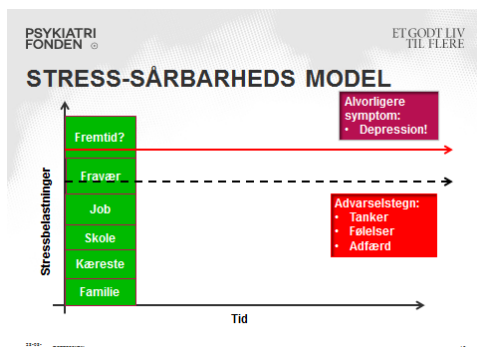 PSYKIATRI
FONDEN
ET GODT LIV
TIL FLERE
STRESS-SÅRBARHEDS MODEL
Alvorligere
symptom:
• Depression!
Fremtid?
Fravær
Job
Skole
Kæreste
Familie
Advarselstegn:
• Tanker
• Følelser
• Adfærd
Stressbelastninger
Tid